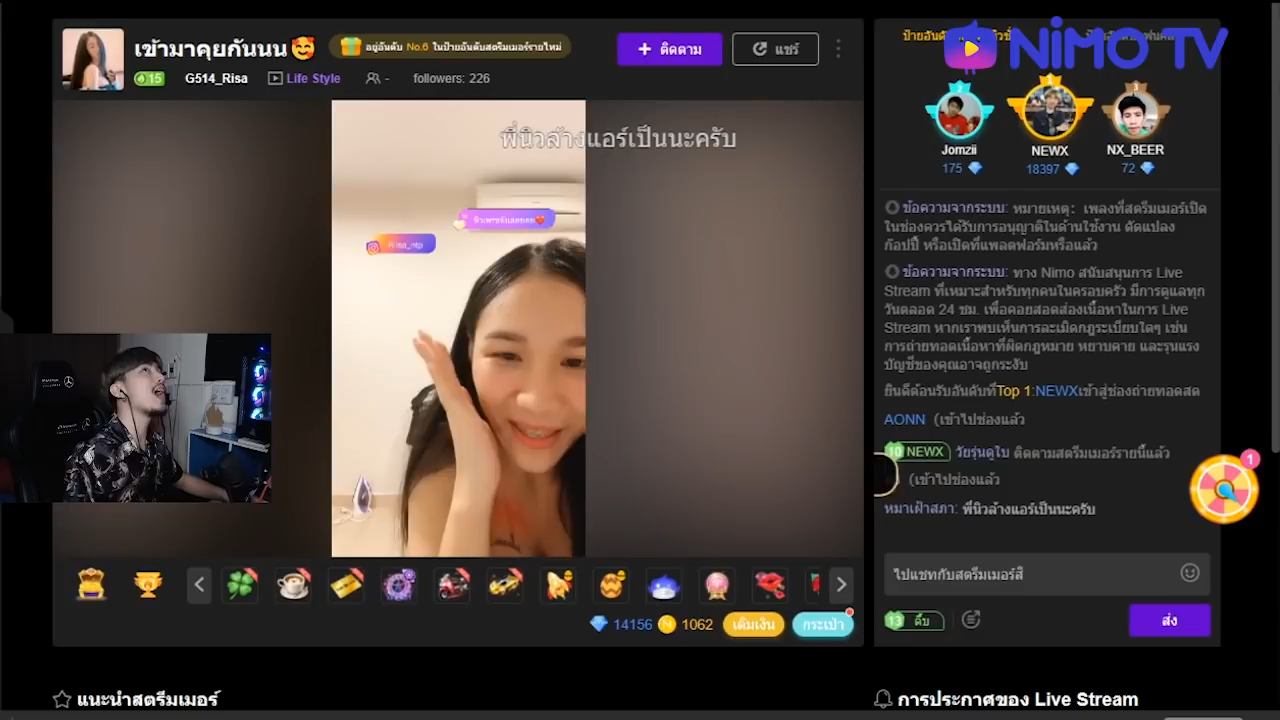 เข้ามาคุยกันนน🥰
อยู่อันดับ No.6 ในป้ายอันดับสตรีมเมอร์รายใหม่
+ ติดตาม
แชร์
15 G514_Risa Life Style - followers: 226
พี่นิวล้างแอร์เป็นนะครับ
NIMO TV
2
1
3
Jomzii
NEWX
NX_BEER
175
18397
72
ข้อความจากระบบ: หมายเหตุ: เพลงที่สตรีมเมอร์เปิด
ในช่องควรได้รับการอนุญาติในด้านใช้งาน ดัดแปลง
ก๊อปปี้ หรือเปิดที่แพลตฟอร์มหรือแล้ว
ข้อความจากระบบ: ทาง Nimo สนับสนุนการ Live
Stream ที่เหมาะสำหรับทุกคนในครอบครัว มีการดูแลทุก
วันตลอด 24 ชม. เพื่อคอยสอดส่องเนื้อหาในการ Live
Stream หากเราพบเห็นการละเมิดกฎระเบียบใดๆ เช่น
การถ่ายทอดเนื้อหาที่ผิดกฎหมาย หยาบคาย และรุนแรง
บัญชีของคุณอาจถูกระงับ
ยินดีต้อนรับอันดับที่Top 1:NEWXเข้าสู่ช่องถ่ายทอดสด
AONN (เข้าไปช่องแล้ว
10 NEWX วัยรุ่นดูใบ ติดตามสตรีมเมอร์รายนี้แล้ว
(เข้าไปช่องแล้ว
หมาเฝ้าสภา: พี่นิวล้างแอร์เป็นนะครับ
1
ไปแชทกับสตรีมเมอร์สิ
14156 N 1062 เติมเงิน กระเป๋า
13 ดิ๊บ
ส่ง
แนะนำสตรีมเมอร์
การประกาศของ Live Stream